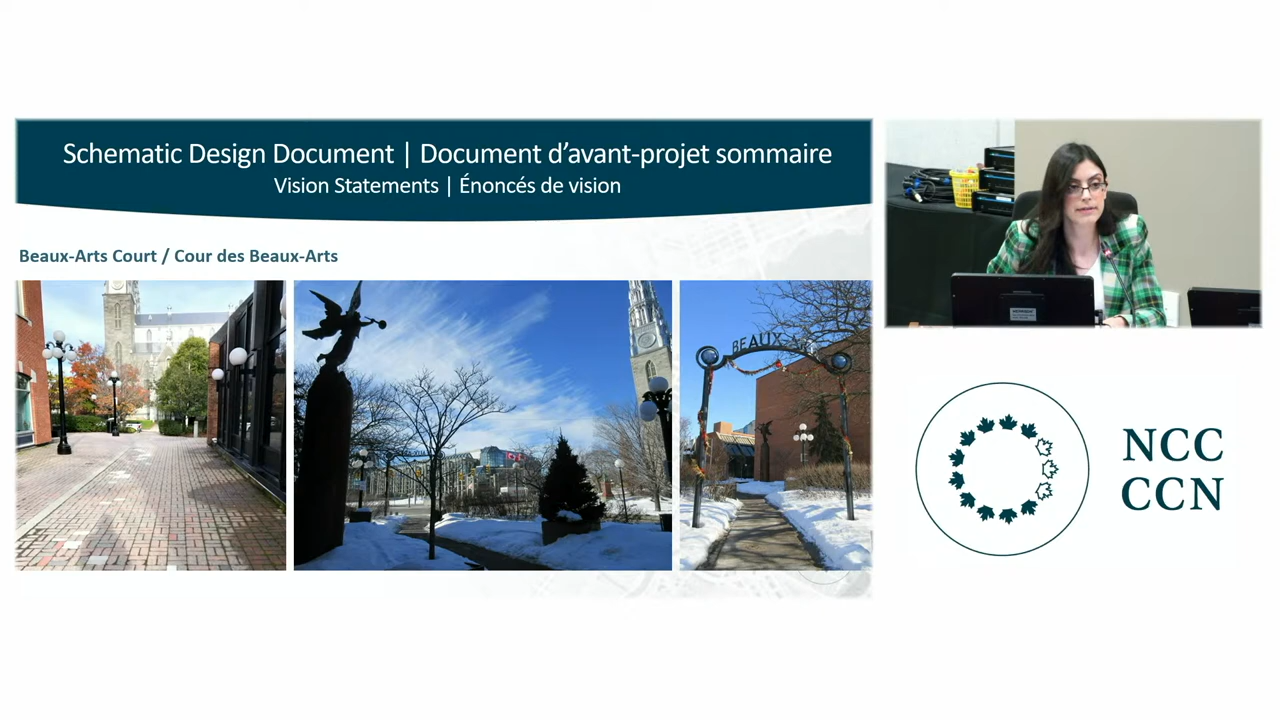 Schematic Design Document | Document d'avant-projet sommaire
Vision Statements | Énoncés de vision
Beaux-Arts Court / Cour des Beaux-Arts
BEAUX-AR
NCC
CCN